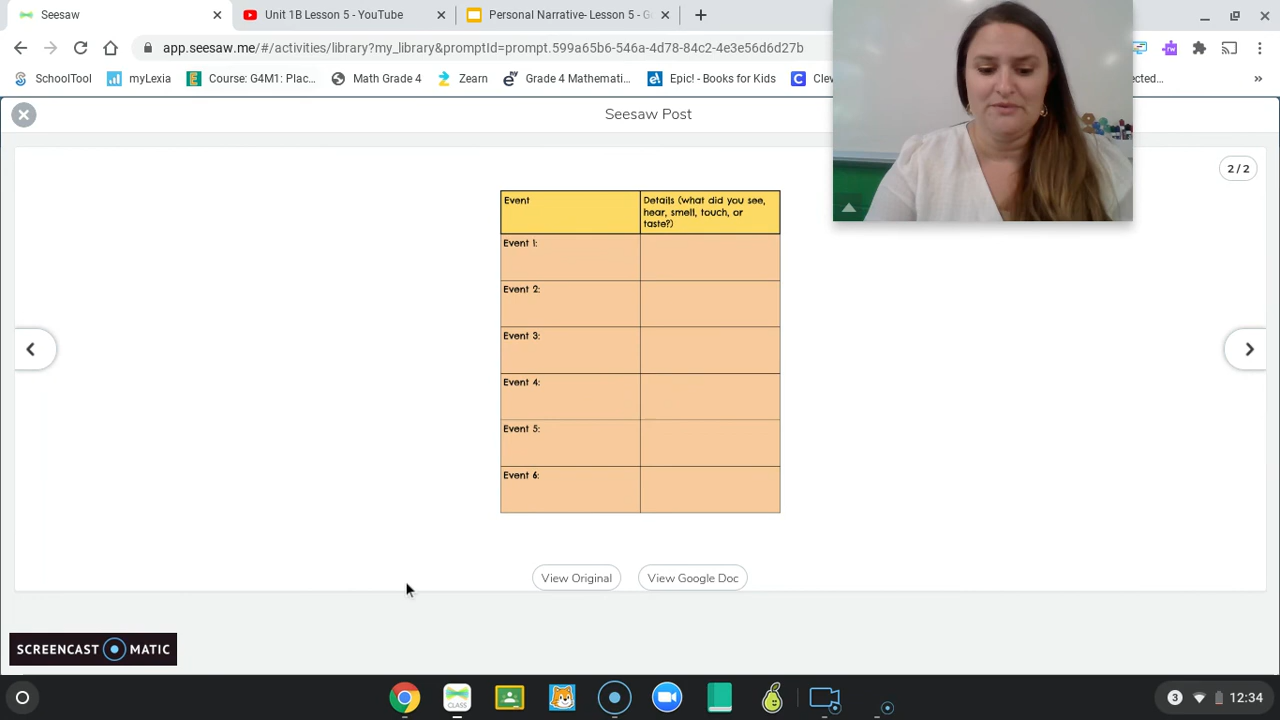 Seesaw
Unit 1B Lesson 5 - YouTube
Personal Narrative- Lesson 5 - G
app.seesaw.me/#/activities/library?my_library&promptId=prompt.599a65b6-546a-4d78-84c2-4e3e56d6d27b
SchoolTool
myLexia
Course: G4M1: Plac...
Math Grade 4
Zearn
Grade 4 Mathemati...
Epic! - Books for Kids
Clev
ected...
Seesaw Post
2/2
Event
Details (what did you see,
hear, smell, touch, or
taste?)
Event 1:
Event 2:
Event 3:
Event 4:
Event 5:
Event 6:
View Original
View Google Doc
SCREENCAST MATIC
CLASS
3
12:34